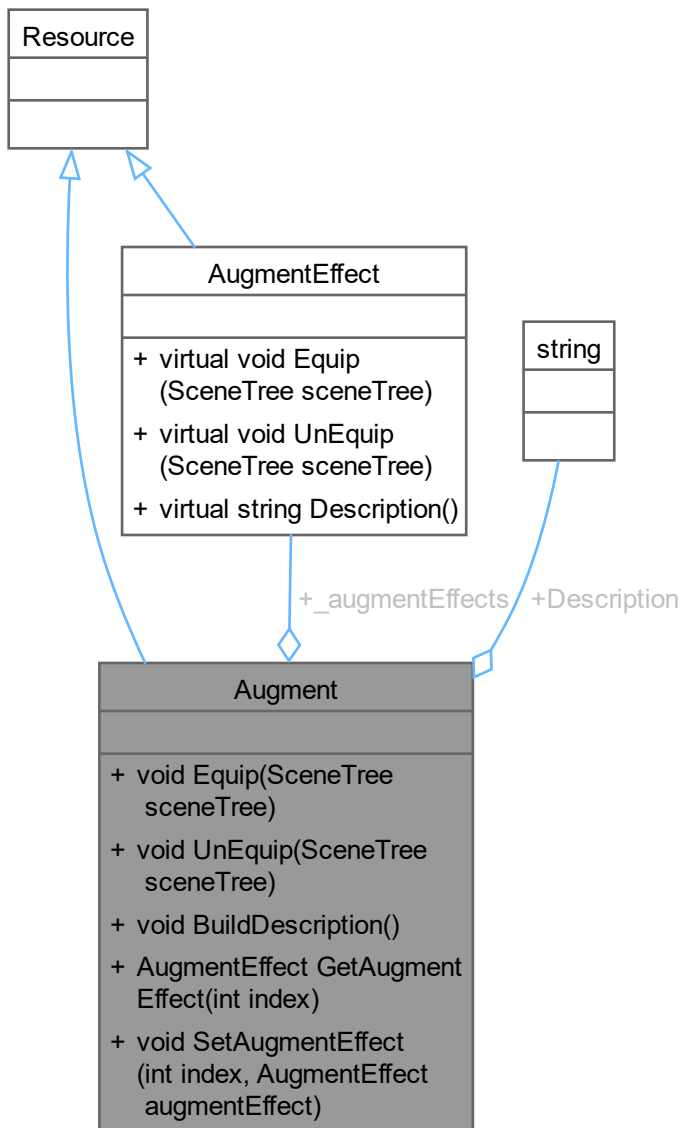 Resource
AugmentEffect
+ virtual void Equip
(SceneTree sceneTree)
+ virtual void UnEquip
(SceneTree sceneTree)
+ virtual string Description()
string
+_augmentEffects
+Description
Augment
+ void Equip(SceneTree
sceneTree)
+ void UnEquip(SceneTree
sceneTree)
+ void BuildDescription()
+ AugmentEffect GetAugment
Effect(int index)
+ void SetAugmentEffect
(int index, AugmentEffect
augmentEffect)